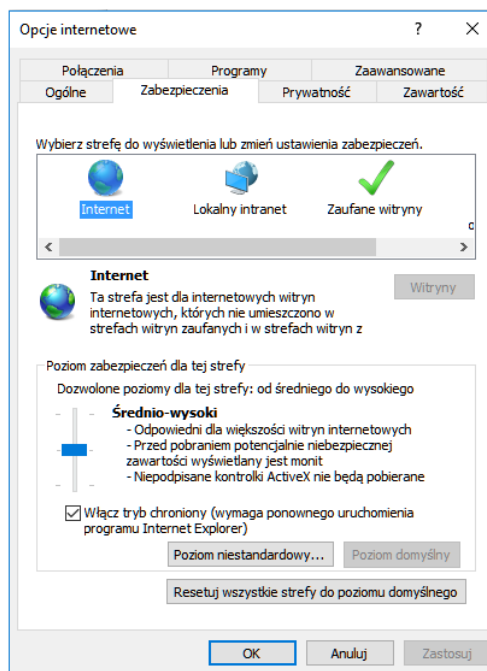 Opcje internetowe ?
Połączenia Programy Zaawansowane
Ogólne Zabezpieczenia Prywatność Zawartość
Wybierz strefę do wyświetlenia lub zmień ustawienia zabezpieczeń.
Internet Lokalny intranet Zaufane witryny
Internet
Witryny
Ta strefa jest dla internetowych witryn
internetowych, których nie umieszczono w
strefach witryn zaufanych i w strefach witryn z
Poziom zabezpieczeń dla tej strefy
Dozwolone poziomy dla tej strefy: od średniego do wysokiego
Średnio-wysoki
- Odpowiedni dla większości witryn internetowych
- Przed pobraniem potencjalnie niebezpiecznej
zawartości wyświetlany jest monit
- Niepodpisane kontrolki ActiveX nie będą pobierane
Włącz tryb chroniony (wymaga ponownego uruchomienia
programu Internet Explorer)
Poziom niestandardowy... Poziom domyślny
Resetuj wszystkie strefy do poziomu domyślnego
OK Anuluj Zastosuj